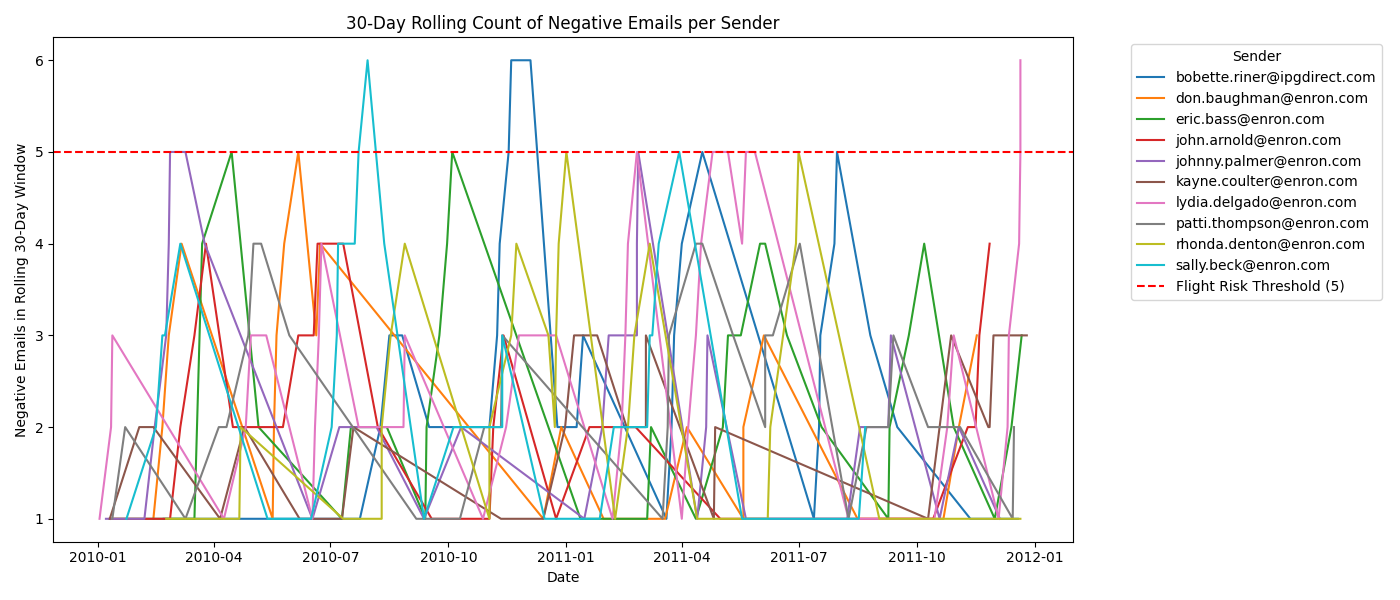 30-Day Rolling Count of Negative Emails per Sender
Negative Emails in Rolling 30-Day Window
6
5
4
3
2
1
2010-01
2010-04
2010-07
2010-10
2011-01
2011-04
2011-07
2011-10
2012-01
Date
Sender
bobette.riner@ipgdirect.com
don.baughman@enron.com
eric.bass@enron.com
john.arnold@enron.com
johnny.palmer@enron.com
kayne.coulter@enron.com
lydia.delgado@enron.com
patti.thompson@enron.com
rhonda.denton@enron.com
sally.beck@enron.com
Flight Risk Threshold (5)